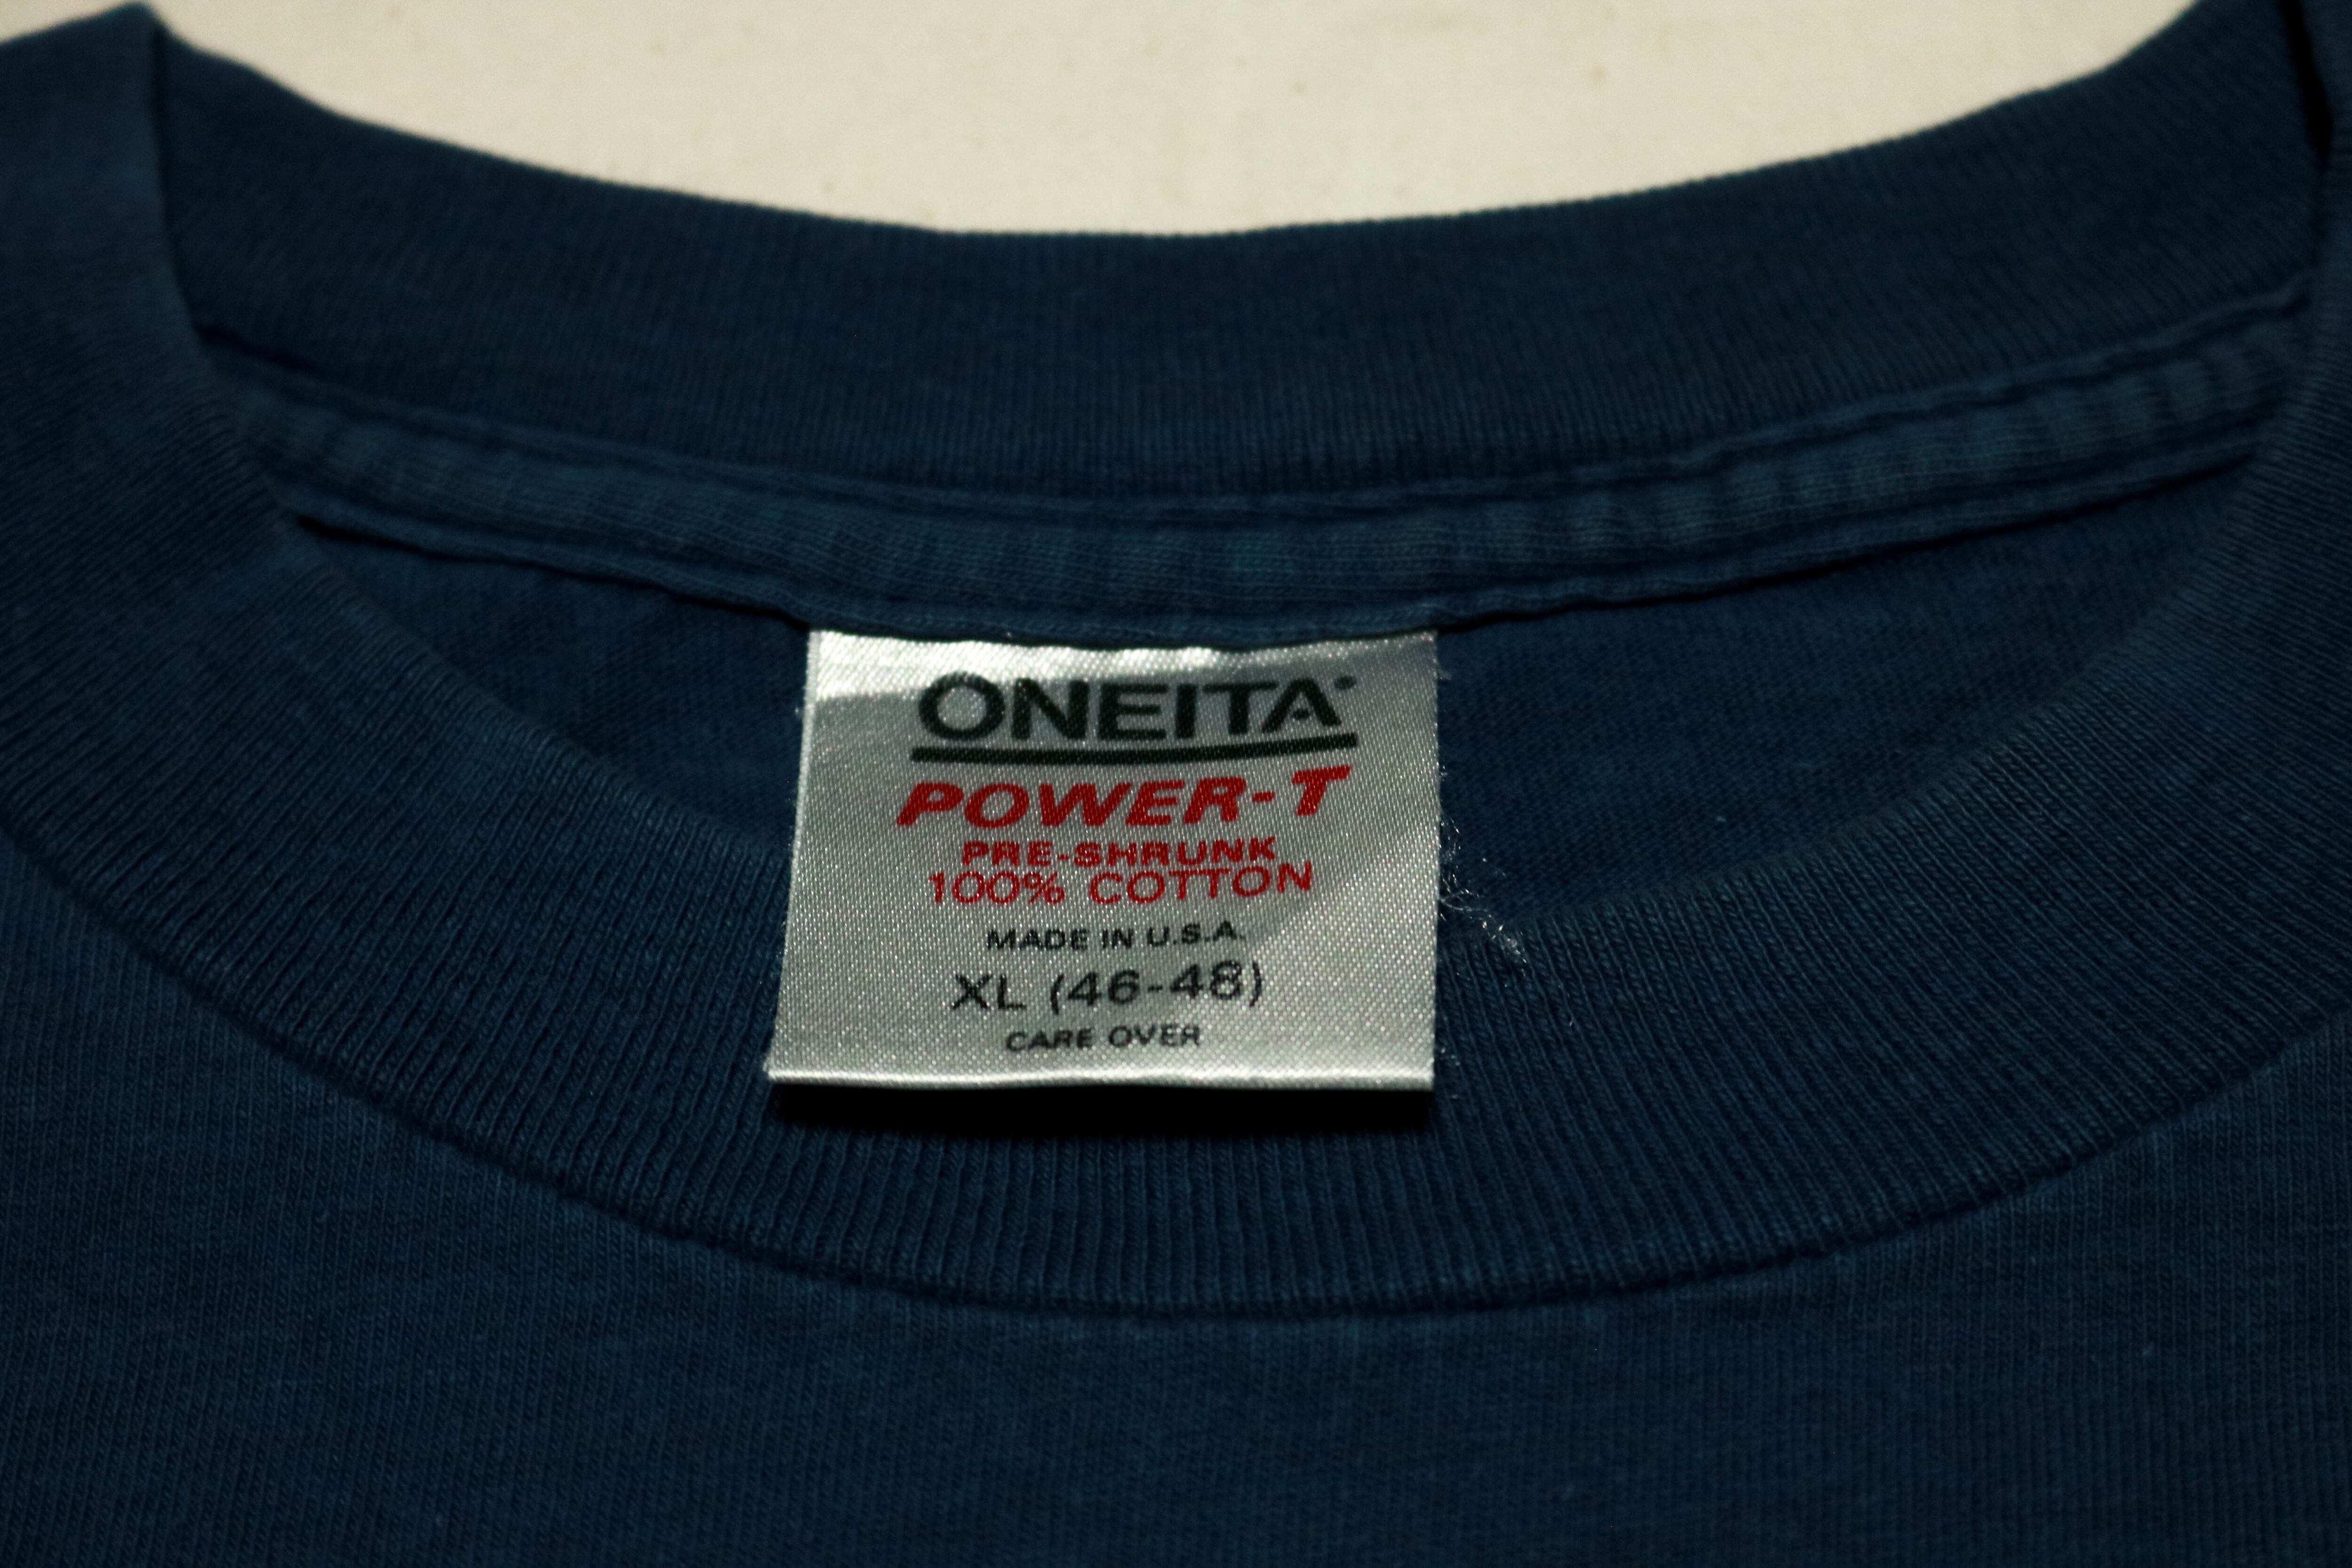 ONEITA
POWER-T
PRE-SHRUNK
100% COTTON
MADE IN U.S.A.
XL (46-48)
CARE OVER